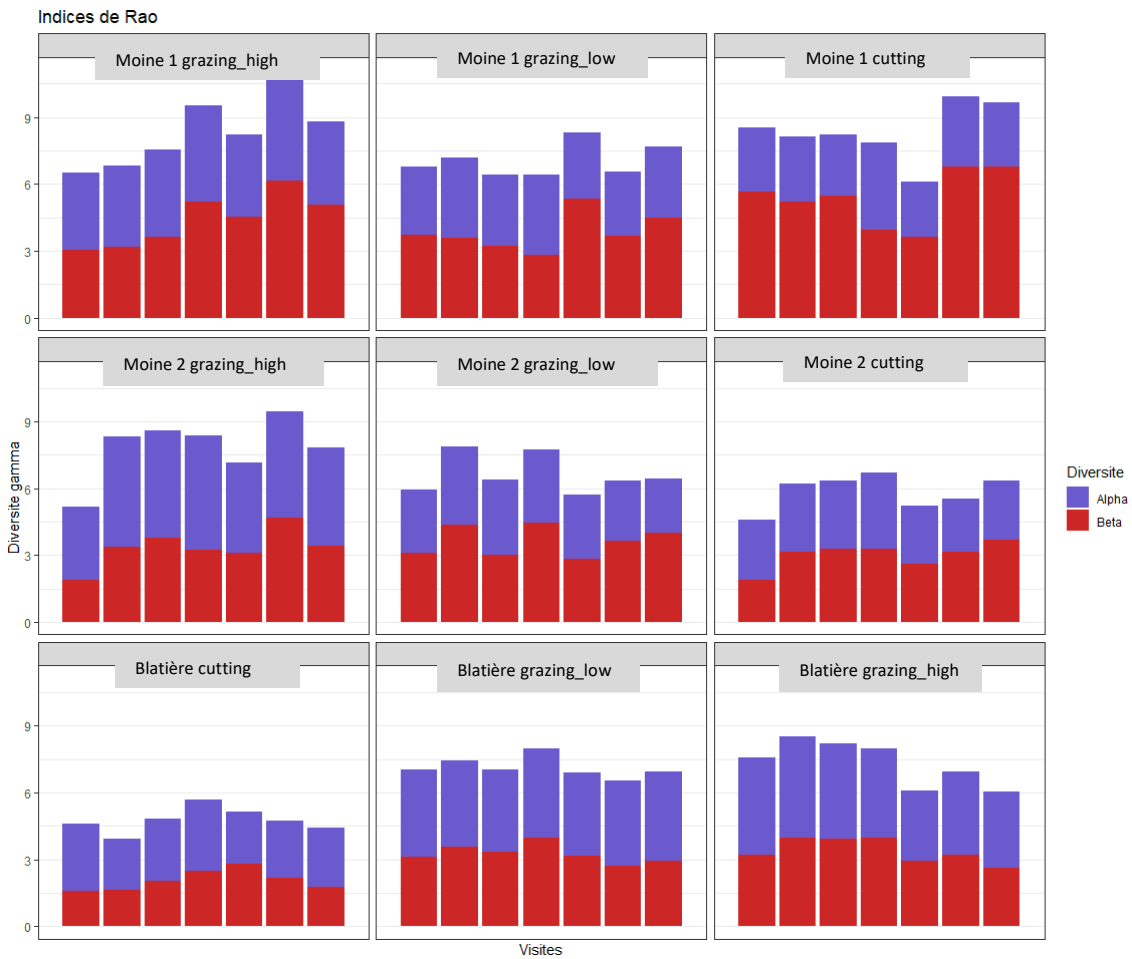 Indices de Rao
Moine 1 grazing_high
Moine 1 grazing_low
Moine 1 cutting
9
6
3
0
Moine 2 grazing_high
Moine 2 grazing_low
Moine 2 cutting
9
6
3
0
Diversite gamma
Blatière cutting
Blatière grazing_low
Blatière grazing_high
9
6
3
0
Visites
Diversite
Alpha
Beta